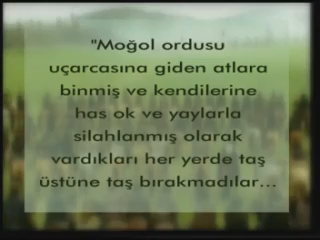 "Moğol ordusu
uçarcasına giden atlara
binmiş ve kendilerine
has ok ve yaylarla
silahlanmış olarak
vardıkları her yerde taş
üstüne taş bırakmadılar...